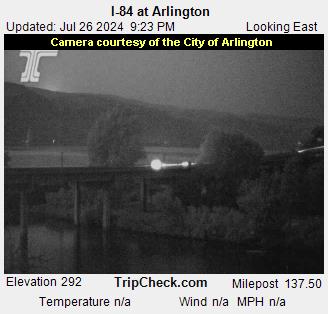 I-84 at Arlington
Updated: Jul 26 2024 9:23 PM Looking East
Camera courtesy of the City of Arlington
Elevation 292 TripCheck.com Milepost 137.50
Temperature n/a Wind n/a MPH n/a